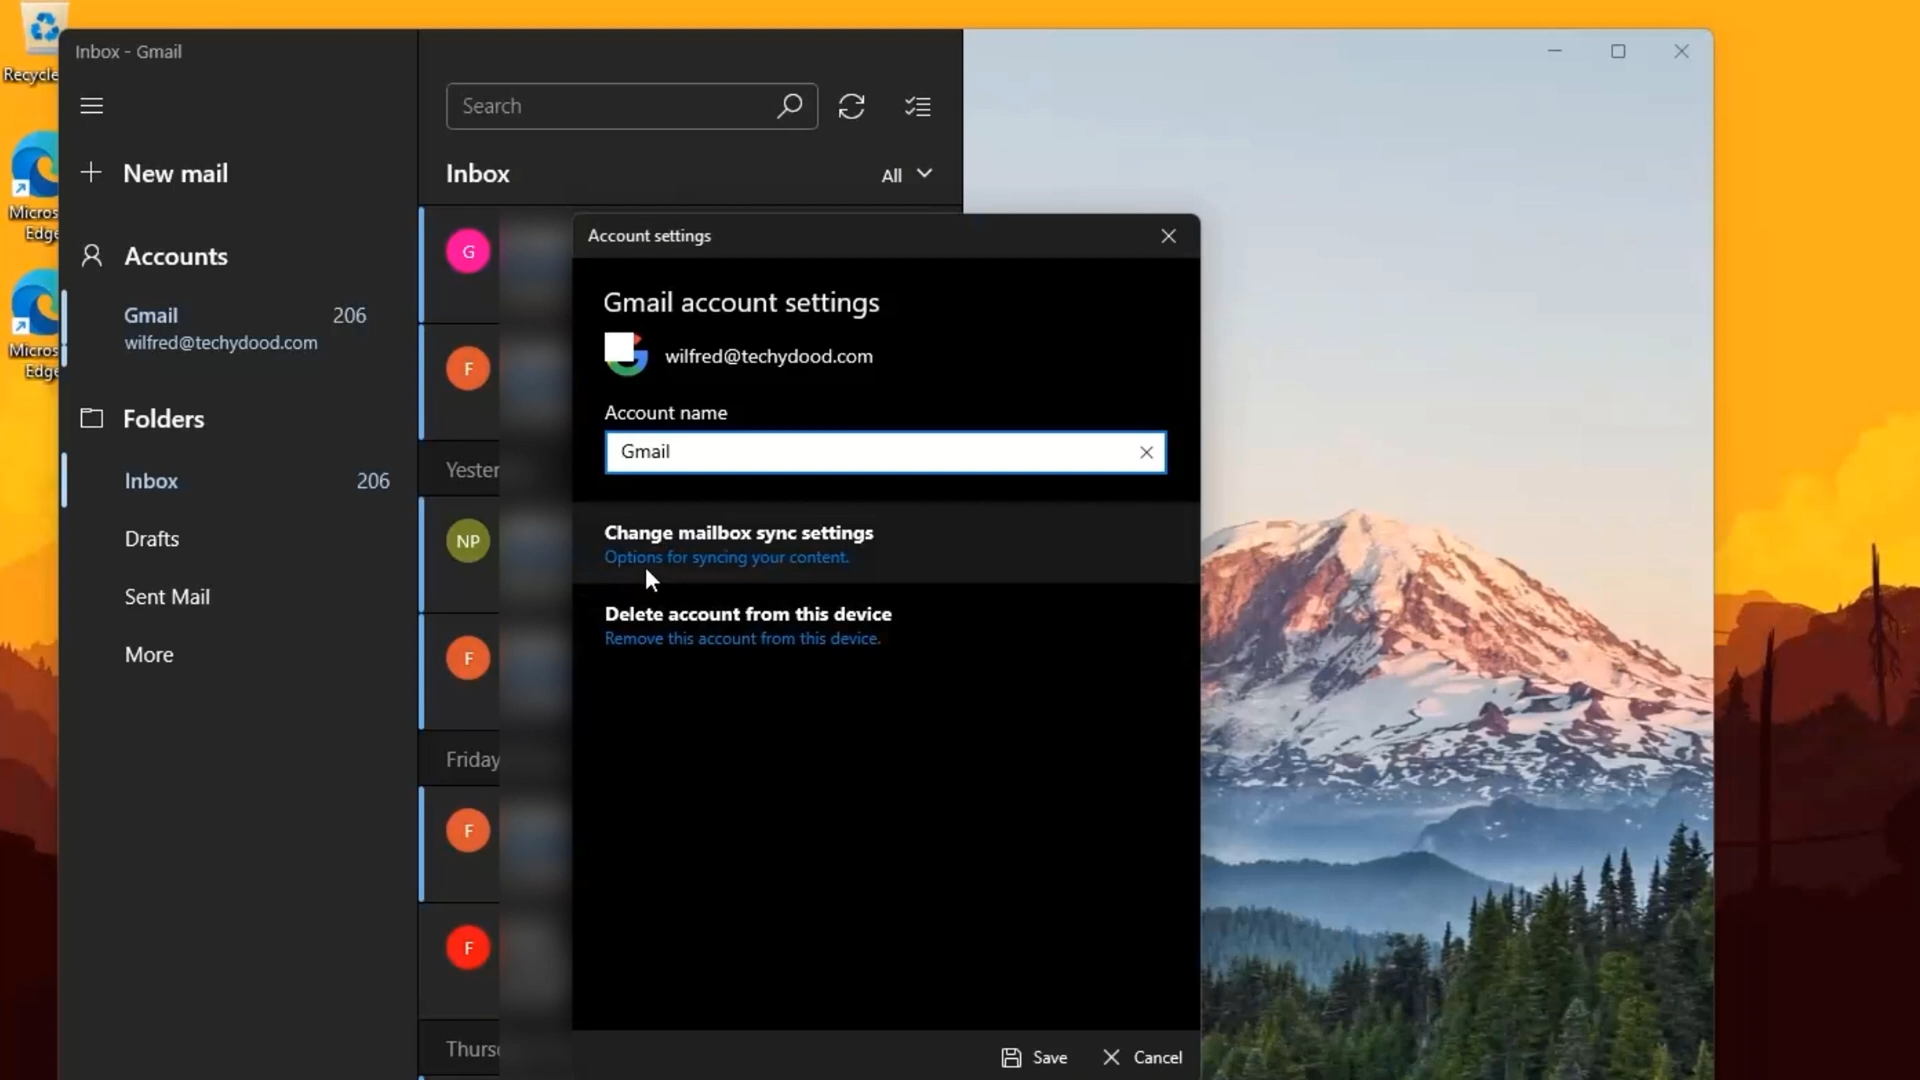 Recycle
Micros
Edge
Micros
Edge
Inbox - Gmail
New mail
Accounts
Gmail 206
wilfred@techydood.com
Folders
Inbox 206
Drafts
Sent Mail
More
Search
Inbox
All
G
F
Yester
NP
F
Friday
F
F
Thurs
Account settings
Gmail account settings
wilfred@techydood.com
Account name
Gmail
Change mailbox sync settings
Options for syncing your content.
Delete account from this device
Remove this account from this device.
Save
Cancel